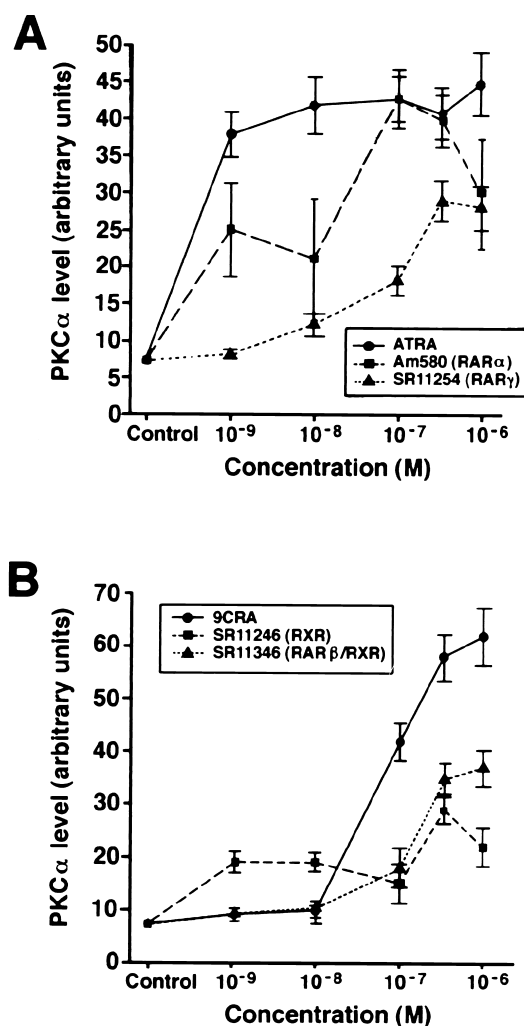 A
PKCα level (arbitrary units)
50
45
40
35
30
25
20
15
10
5
0
ATRA
Am580 (RARα)
SR11254 (RARγ)
Control 10⁻⁹ 10⁻⁸ 10⁻⁷ 10⁻⁶
Concentration (M)
B
PKCα level (arbitrary units)
70
60
50
40
30
20
10
0
9CRA
SR11246 (RXR)
SR11346 (RAR β/RXR)
Control 10⁻⁹ 10⁻⁸ 10⁻⁷ 10⁻⁶
Concentration (M)